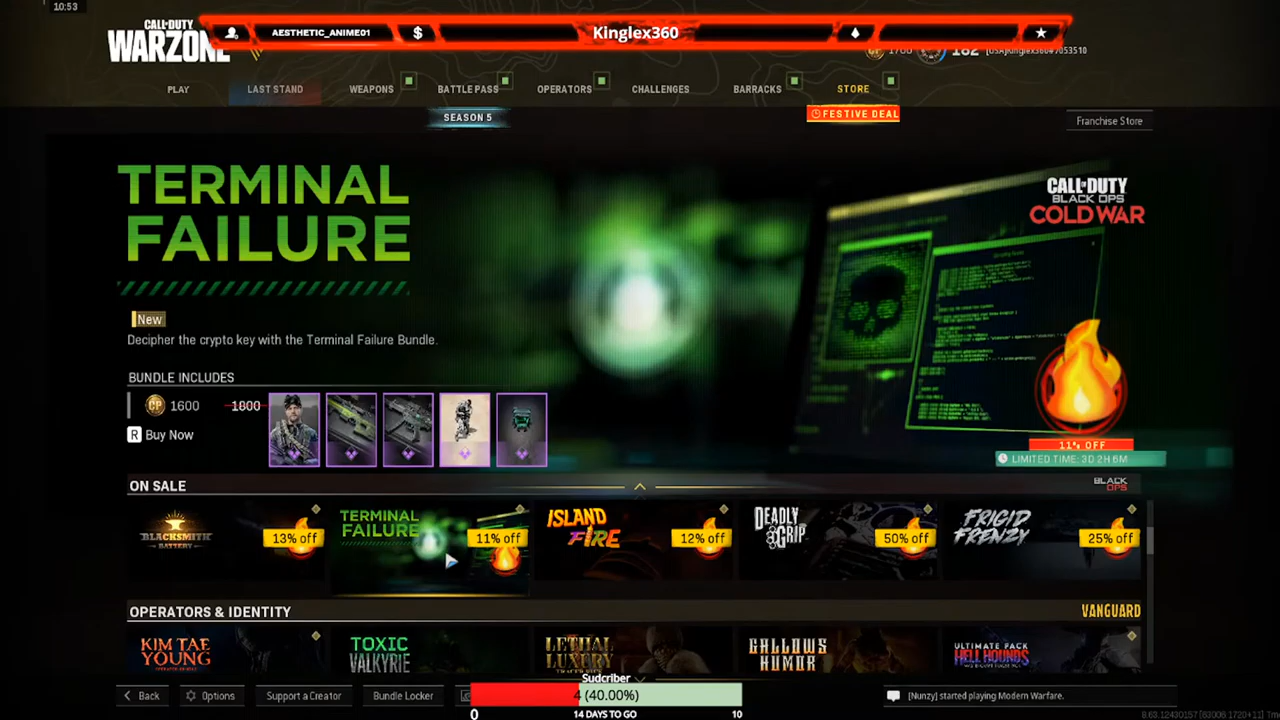 10:53
CALL·DUTY
WARZONE
AESTHETIC_ANIME01
$
Kinglex360
PLAY
LAST STAND
WEAPONS
BATTLE PASS
OPERATORS
CHALLENGES
BARRACKS
STORE
SEASON 5
FESTIVE DEAL
Franchise Store
TERMINAL
FAILURE
CALL·DUTY
BLACK OPS
COLD WAR
New
Decipher the crypto key with the Terminal Failure Bundle.
BUNDLE INCLUDES
CP 1600 1800
R Buy Now
11% OFF
LIMITED TIME: 3D 2H 6M
ON SALE
BLACK OPS
BLACKSMITH
BATTERY
13% off
TERMINAL
FAILURE
11% off
ISLAND
FIRE
12% off
DEADLY
GRIP
50% off
FRIGID
FRENZY
25% off
OPERATORS & IDENTITY
VANGUARD
KIM TAE
YOUNG
TOXIC
VALKYRIE
LETHAL
LUXURY
GALLOWS
HUMOR
ULTIMATE PACK
HELL HOUNDS
Back
Options
Support a Creator
Bundle Locker
Sudcriber
4 (40.00%)
0
14 DAYS TO GO
10
[Nunzy] started playing Modern Warfare.